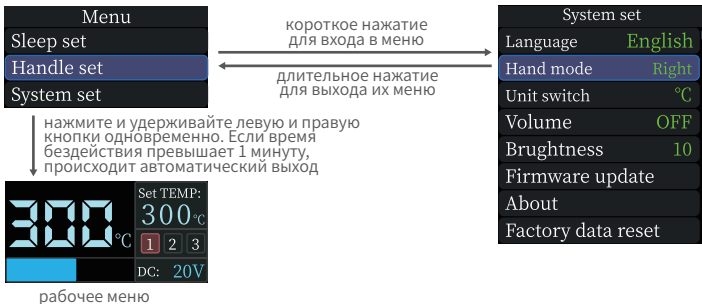 Menu
Sleep set
Handle set
System set
короткое нажатие
для входа в меню
длительное нажатие
для выхода их меню
System set
Language English
Hand mode Right
Unit switch °C
Volume OFF
Brughtness 10
Firmware update
About
Factory data reset
нажмите и удерживайте левую и правую
кнопки одновременно. Если время
бездействия превышает 1 минуту,
происходит автоматический выход
300 °C
Set TEMP:
300 °C
1 2 3
DC: 20V
рабочее меню